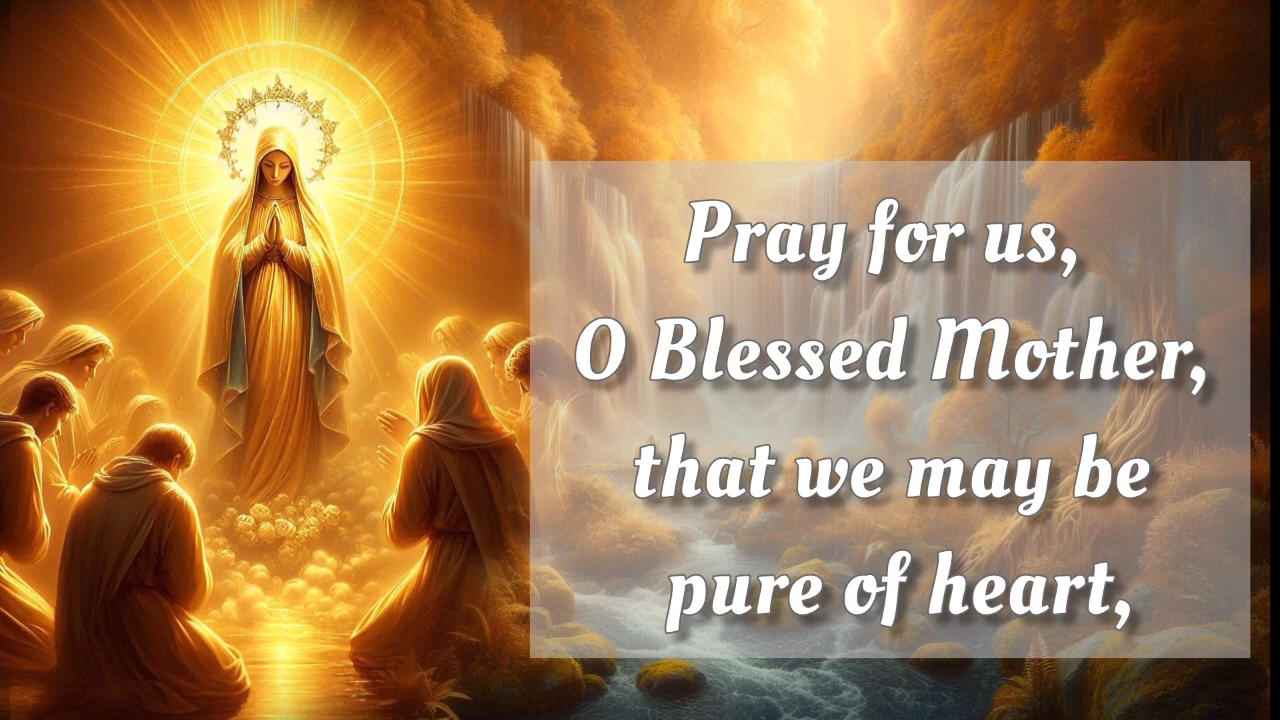 Pray for us,
O Blessed Mother,
that we may be
pure of heart,